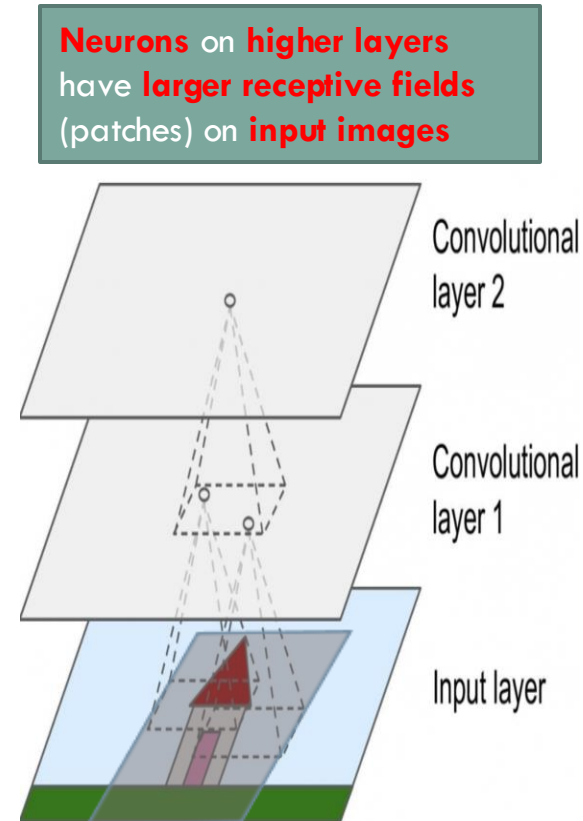 Neurons on higher layers
have larger receptive fields
(patches) on input images
Convolutional
layer 2
Convolutional
layer 1
Input layer